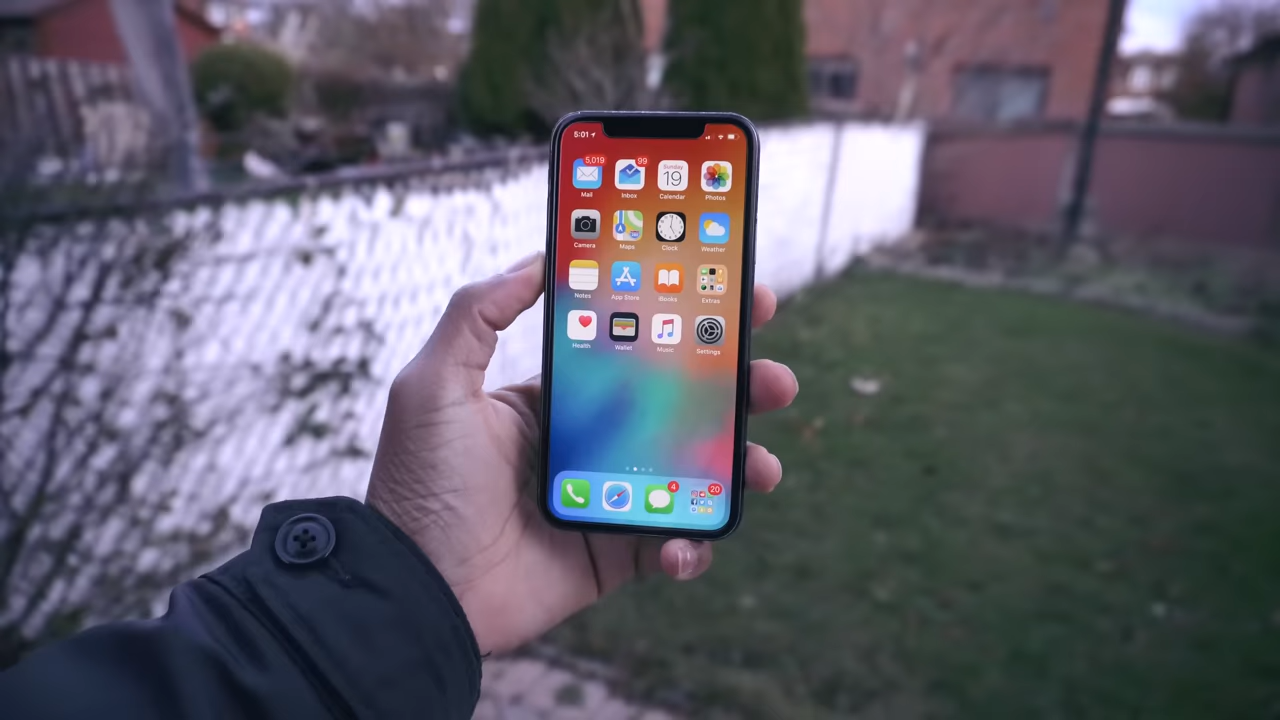 5:01
5,019 99
Sunday
19
Mail Inbox Calendar Photos
Camera Maps Clock Weather
Notes App Store iBooks Extras
Health Wallet Music Settings
4 20